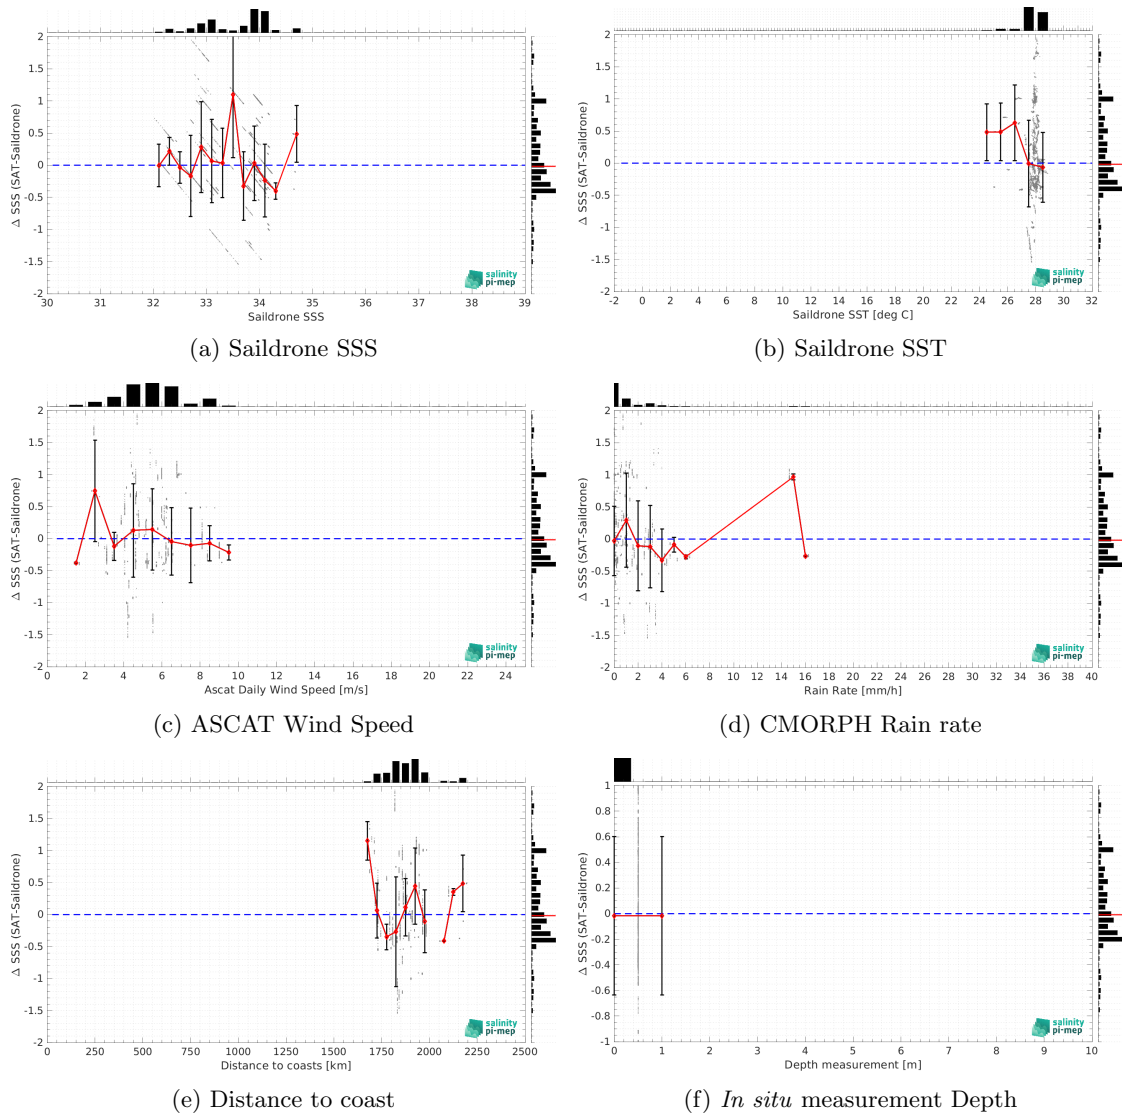 2
1.5
1
0.5
0
-0.5
-1
-1.5
-2
Δ SSS (SAT-Saildrone)
salinity
pi-mep
30 31 32 33 34 35 36 37 38 39
Saildrone SSS
(a) Saildrone SSS
2
1.5
1
0.5
0
-0.5
-1
-1.5
-2
Δ SSS (SAT-Saildrone)
salinity
pi-mep
-2 0 2 4 6 8 10 12 14 16 18 20 22 24 26 28 30 32
Saildrone SST [deg C]
(b) Saildrone SST
2
1.5
1
0.5
0
-0.5
-1
-1.5
-2
Δ SSS (SAT-Saildrone)
salinity
pi-mep
0 2 4 6 8 10 12 14 16 18 20 22 24
Ascat Daily Wind Speed [m/s]
(c) ASCAT Wind Speed
2
1.5
1
0.5
0
-0.5
-1
-1.5
-2
Δ SSS (SAT-Saildrone)
salinity
pi-mep
0 2 4 6 8 10 12 14 16 18 20 22 24 26 28 30 32 34 36 38 40
Rain Rate [mm/h]
(d) CMORPH Rain rate
2
1.5
1
0.5
0
-0.5
-1
-1.5
-2
Δ SSS (SAT-Saildrone)
salinity
pi-mep
0 250 500 750 1000 1250 1500 1750 2000 2250 2500
Distance to coasts [km]
(e) Distance to coast
1
0.8
0.6
0.4
0.2
0
-0.2
-0.4
-0.6
-0.8
-1
Δ SSS (SAT-Saildrone)
salinity
pi-mep
0 1 2 3 4 5 6 7 8 9 10
Depth measurement [m]
(f) In situ measurement Depth